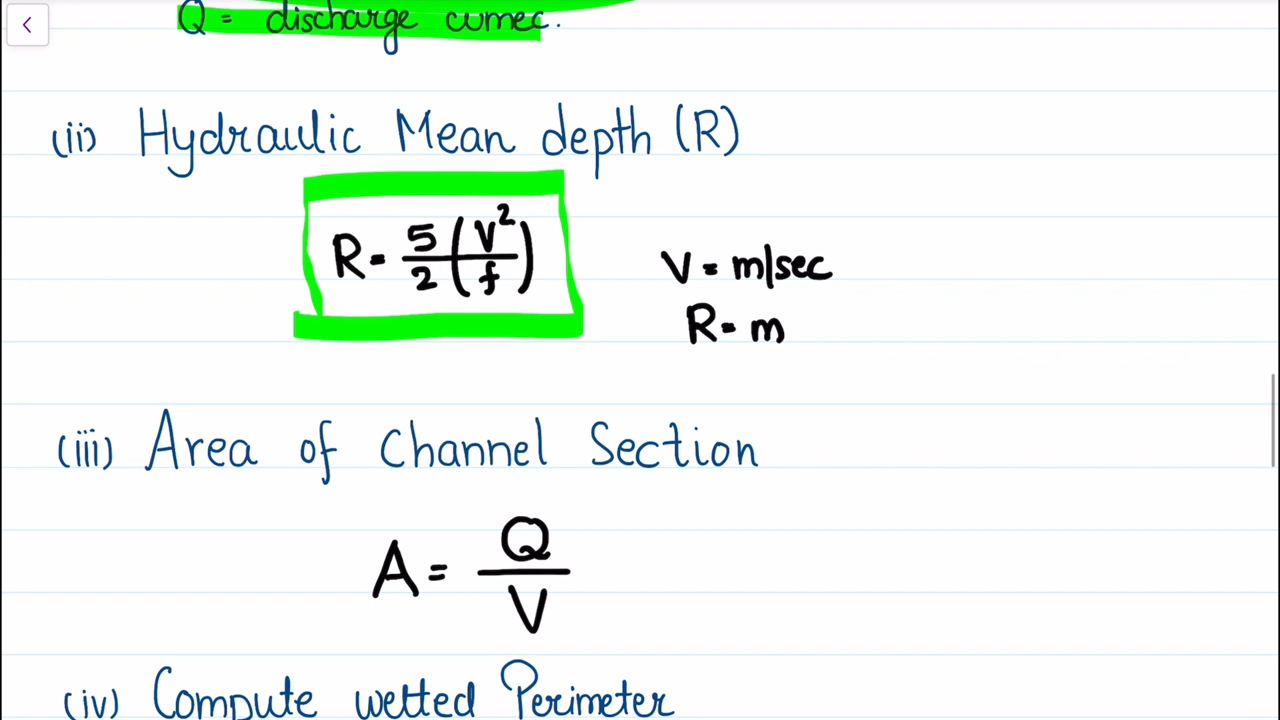 Q = discharge cumec.
(ii) Hydraulic Mean depth (R)
R = 5/2 (V²/f)
V = m/sec
R = m
(iii) Area of Channel Section
A = Q/V
(iv) Compute wetted Perimeter